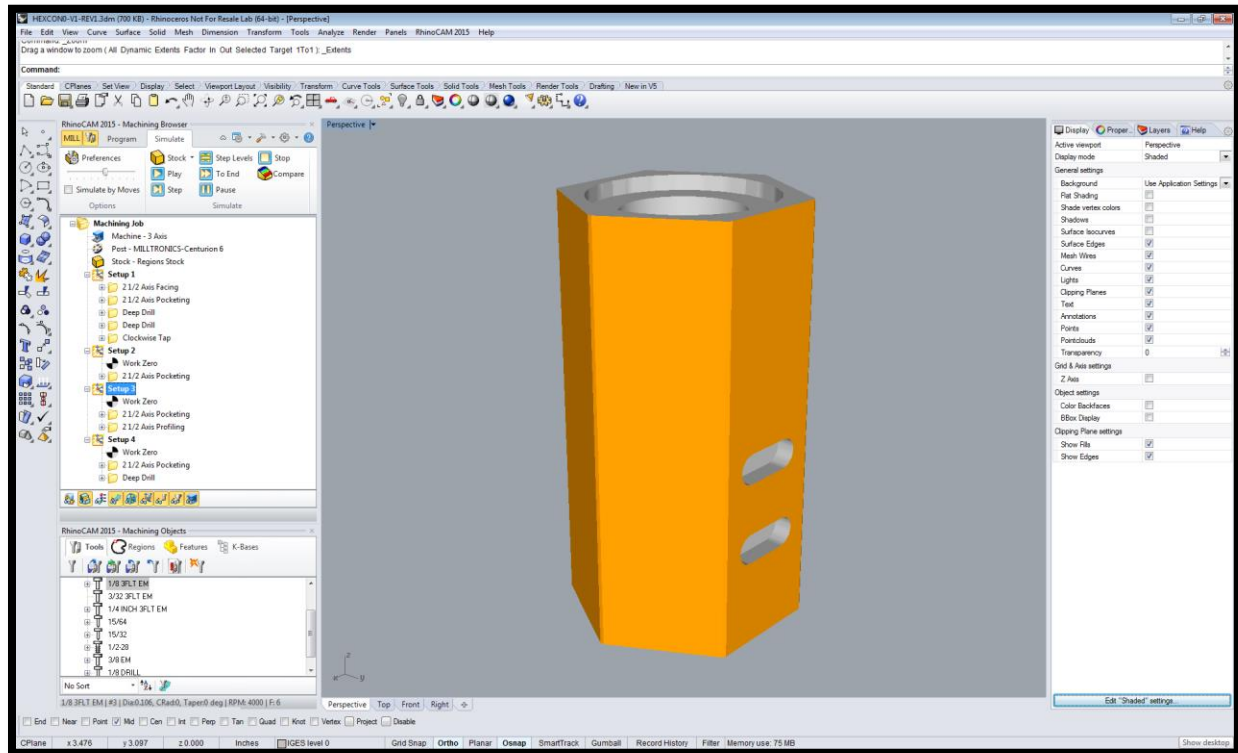 HEXCON0-V1-REV1.3dm (700 KB) - Rhinoceros Not For Resale Lab (64-bit) - [Perspective]
File Edit View Curve Surface Solid Mesh Dimension Transform Tools Analyze Render Panels RhinoCAM 2015 Help
Command: _Zoom
Drag a window to zoom ( All Dynamic Extents Factor In Out Selected Target 1To1 ): _Extents
Command:
Standard CPlanes Set View Display Select Viewport Layout Visibility Transform Curve Tools Surface Tools Solid Tools Mesh Tools Render Tools Drafting New in V5
RhinoCAM 2015 - Machining Browser
MILL Program Simulate
Preferences Stock Step Levels Stop
Play To End Compare
Simulate by Moves Step Pause
Options Simulate
Machining Job
Machine - 3 Axis
Post - MILLTRONICS-Centurion 6
Stock - Regions Stock
Setup 1
2 1/2 Axis Facing
2 1/2 Axis Pocketing
Deep Drill
Deep Drill
Clockwise Tap
Setup 2
Work Zero
2 1/2 Axis Pocketing
Setup 3
Work Zero
2 1/2 Axis Pocketing
2 1/2 Axis Profiling
Setup 4
Work Zero
2 1/2 Axis Pocketing
Deep Drill
RhinoCAM 2015 - Machining Objects
Tools Regions Features K-Bases
1/8 3FLT EM
3/32 3FLT EM
1/4 INCH 3FLT EM
15/64
15/32
1/2-28
3/8 EM
1/8 DRILL
No Sort
1/8 3FLT EM | #3 | Dia:0.106, CRad:0, Taper:0 deg | RPM: 4000 | F: 6
Perspective
z
x y
Perspective Top Front Right
Display Proper... Layers Help
Active viewport Perspective
Display mode Shaded
General settings
Background Use Application Settings
Flat Shading
Shade vertex colors
Shadows
Surface Isocurves
Surface Edges
Mesh Wires
Curves
Lights
Clipping Planes
Text
Annotations
Points
Pointclouds
Transparency 0
Grid & Axis settings
Z Axis
Object settings
Color Backfaces
BBox Display
Clipping Plane settings
Show Fills
Show Edges
Edit "Shaded" settings...
End Near Point Mid Cen Int Perp Tan Quad Knot Vertex Project Disable
CPlane x 3.476 y 3.097 z 0.000 Inches IGES level 0 Grid Snap Ortho Planar Osnap SmartTrack Gumball Record History Filter Memory use: 75 MB Show desktop